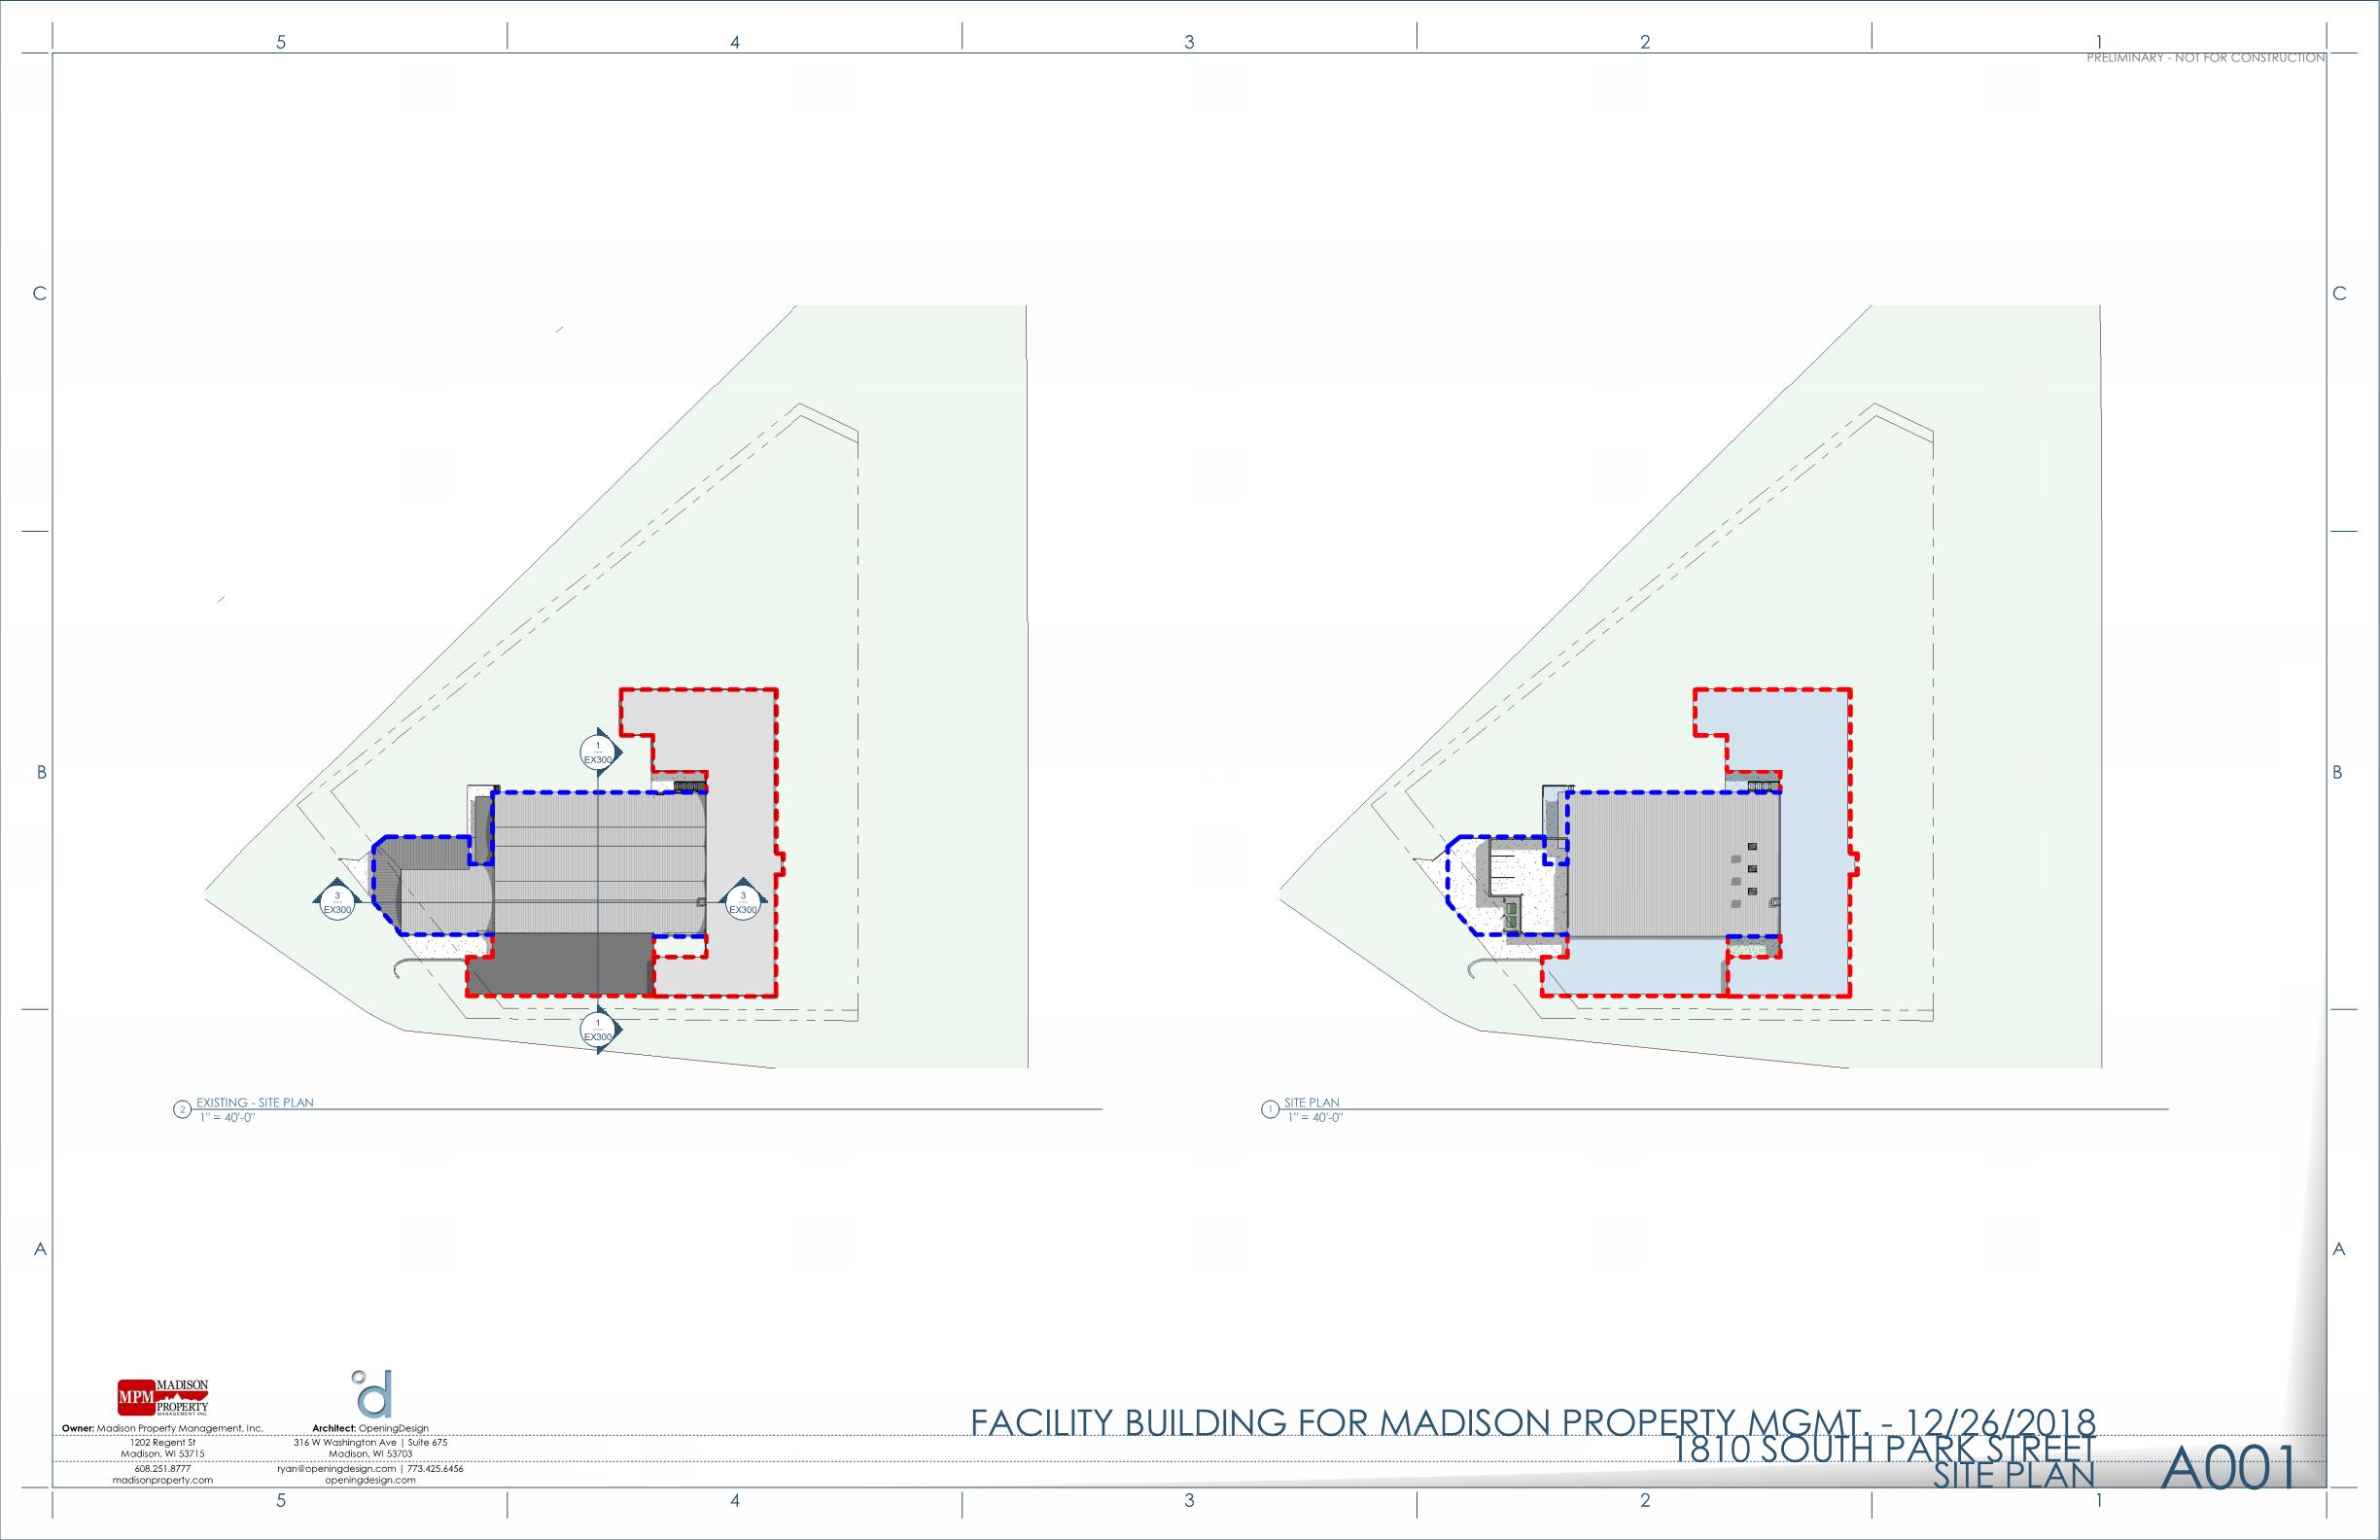 5 4 3 2 1
PRELIMINARY - NOT FOR CONSTRUCTION
C C
1
EX300
B B
3
EX300
3
EX300
1
EX300
2 EXISTING - SITE PLAN
1" = 40'-0"
1 SITE PLAN
1" = 40'-0"
A A
MPM MADISON
PROPERTY
MANAGEMENT INC.
d
Owner: Madison Property Management, Inc.
1202 Regent St
Madison, WI 53715
608.251.8777
madisonproperty.com
Architect: OpeningDesign
316 W Washington Ave | Suite 675
Madison, WI 53703
ryan@openingdesign.com | 773.425.6456
openingdesign.com
FACILITY BUILDING FOR MADISON PROPERTY MGMT. - 12/26/2018
1810 SOUTH PARK STREET
SITE PLAN
A001
5 4 3 2 1